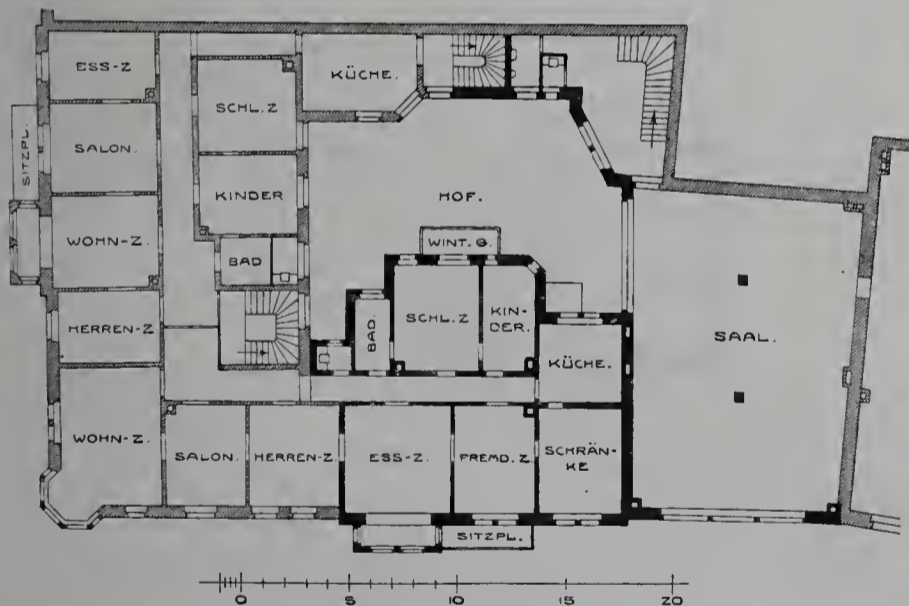 ESS-Z
KÜCHE.
SCHL.Z
SALON.
SITZPL.
KINDER
HOF.
WOHN-Z.
WINT.G.
BAD
HERREN-Z
BAD.
SCHL.Z
KIN-
DER.
KÜCHE.
SAAL.
WOHN-Z.
SALON.
HERREN-Z
ESS-Z.
FREMD.Z
SCHRÄN-
KE
SITZPL.
0 5 10 15 20